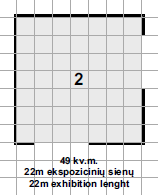 2
49 kv.m.
22m ekspozicinių sienų
22m exhibition lenght